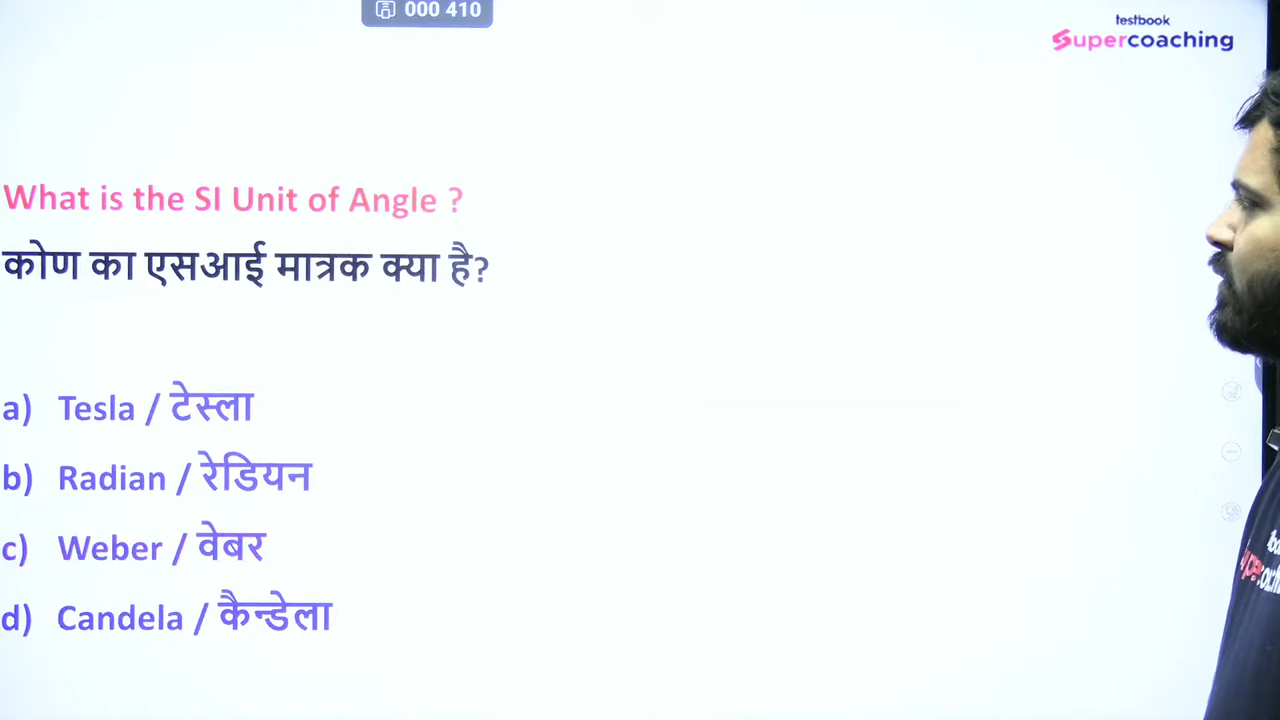 000 410
testbook
Supercoaching
What is the SI Unit of Angle ?
कोण का एसआई मात्रक क्या है?
a) Tesla / टेस्ला
b) Radian / रेडियन
c) Weber / वेबर
d) Candela / कैन्डेला